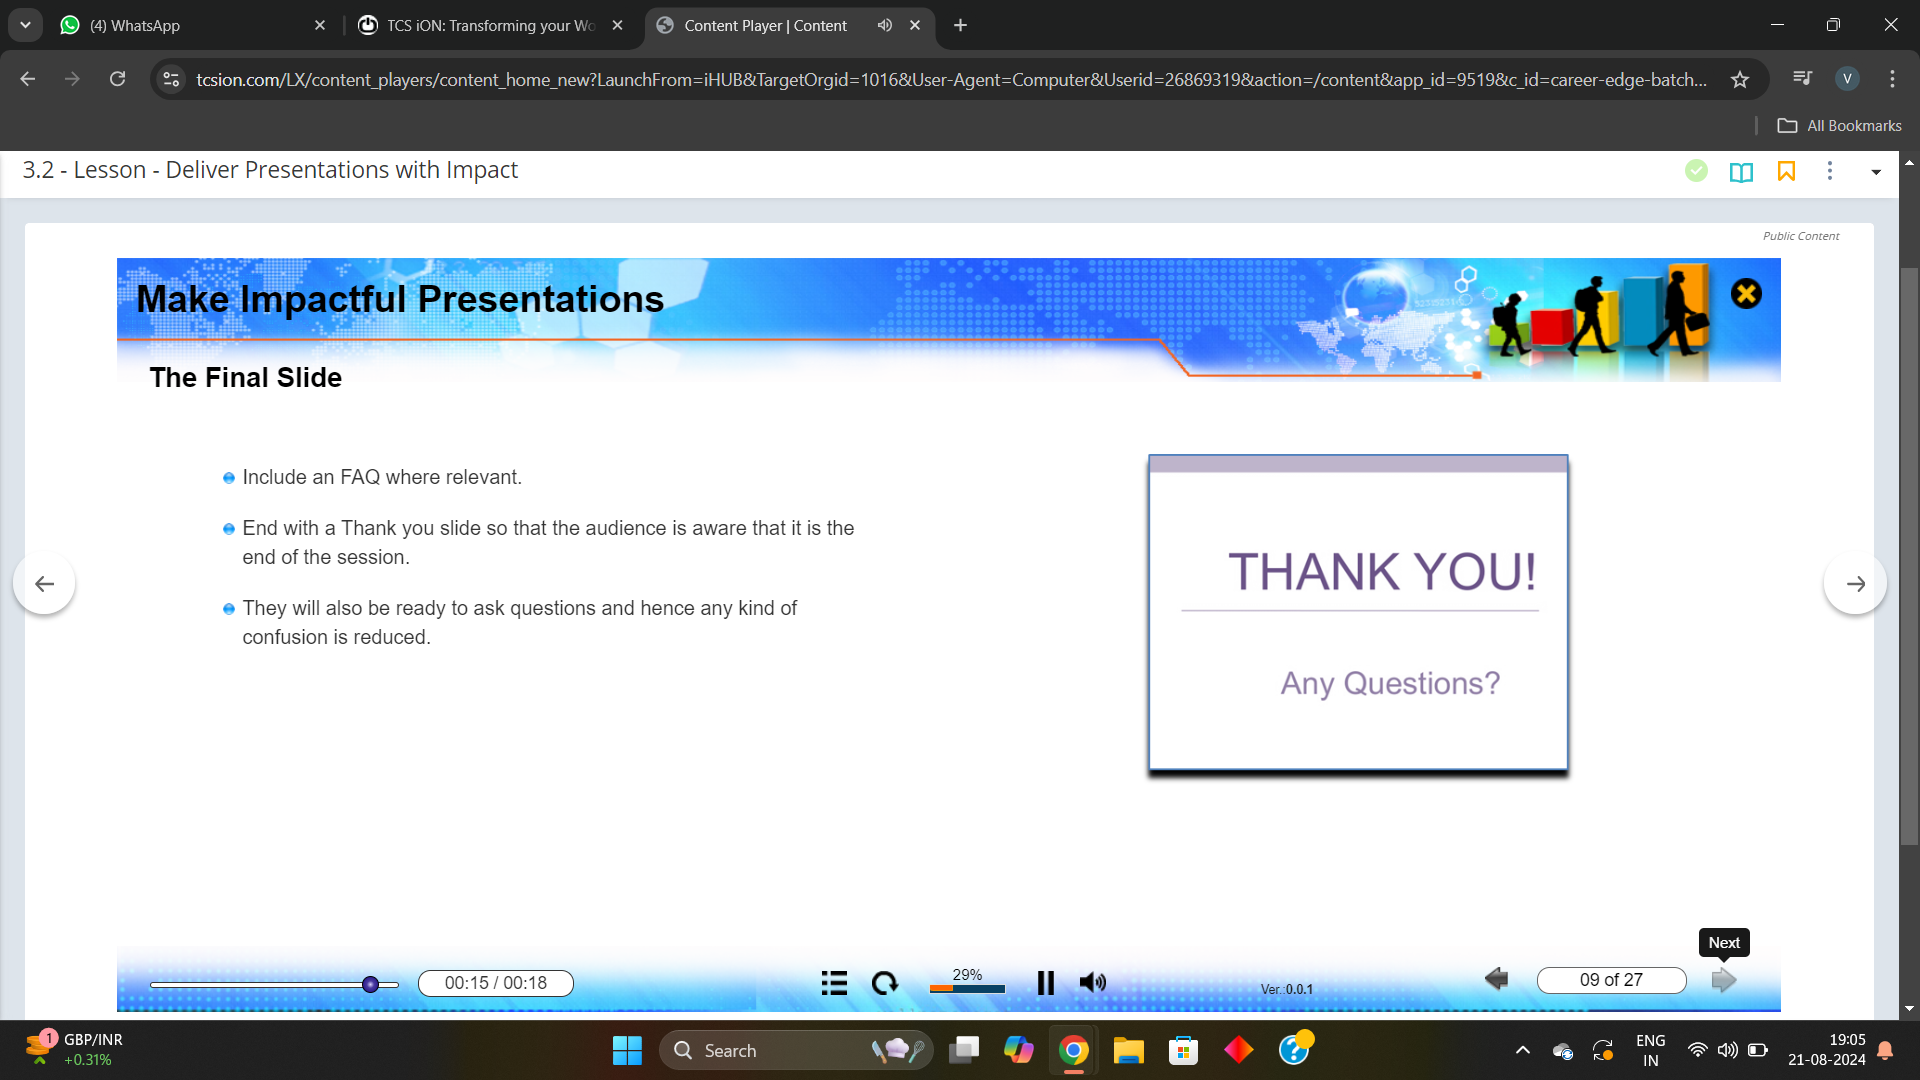 (4) WhatsApp
TCS iON: Transforming your Wo
Content Player | Content
tcsion.com/LX/content_players/content_home_new?LaunchFrom=iHUB&TargetOrgid=1016&User-Agent=Computer&Userid=26869319&action=/content&app_id=9519&c_id=career-edge-batch...
V
All Bookmarks
3.2 - Lesson - Deliver Presentations with Impact
Public Content
Make Impactful Presentations
The Final Slide
Include an FAQ where relevant.
End with a Thank you slide so that the audience is aware that it is the
end of the session.
They will also be ready to ask questions and hence any kind of
confusion is reduced.
THANK YOU!
Any Questions?
Next
00:15 / 00:18
29%
Ver.:0.0.1
09 of 27
1
GBP/INR
+0.31%
Search
ENG
IN
19:05
21-08-2024